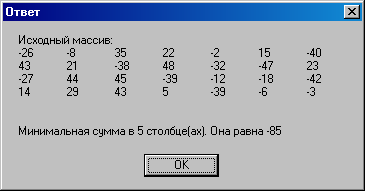 Ответ
Исходный массив:
-26 -8 35 22 -2 15 -40
43 21 -38 48 -32 -47 23
-27 44 45 -39 -12 -18 -42
14 29 43 5 -39 -6 -3
Минимальная сумма в 5 столбце(ах). Она равна -85
OK